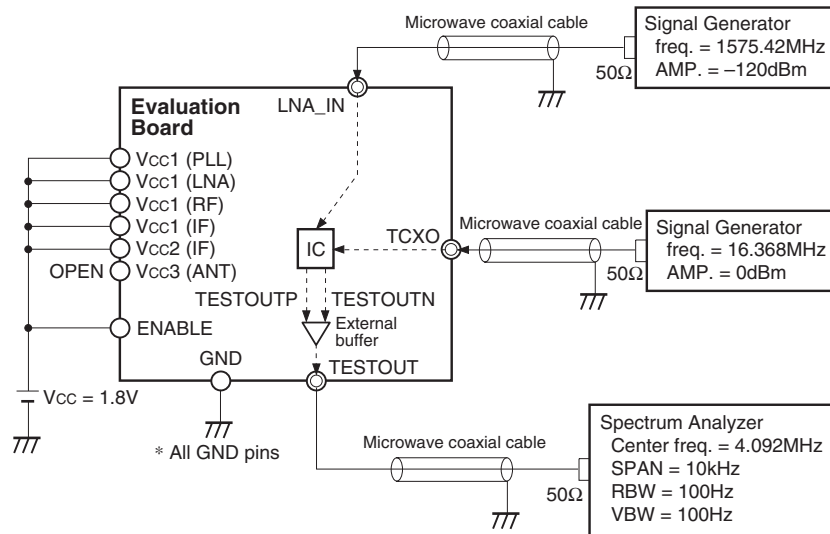 Microwave coaxial cable
Signal Generator
freq. = 1575.42MHz
AMP. = –120dBm
50Ω
LNA_IN
Evaluation
Board
VCC1 (PLL)
VCC1 (LNA)
VCC1 (RF)
VCC1 (IF)
VCC2 (IF)
OPEN
VCC3 (ANT)
ENABLE
IC
TCXO
Microwave coaxial cable
Signal Generator
freq. = 16.368MHz
AMP. = 0dBm
50Ω
TESTOUTP
TESTOUTN
External
buffer
GND
TESTOUT
VCC = 1.8V
* All GND pins
Microwave coaxial cable
50Ω
Spectrum Analyzer
Center freq. = 4.092MHz
SPAN = 10kHz
RBW = 100Hz
VBW = 100Hz